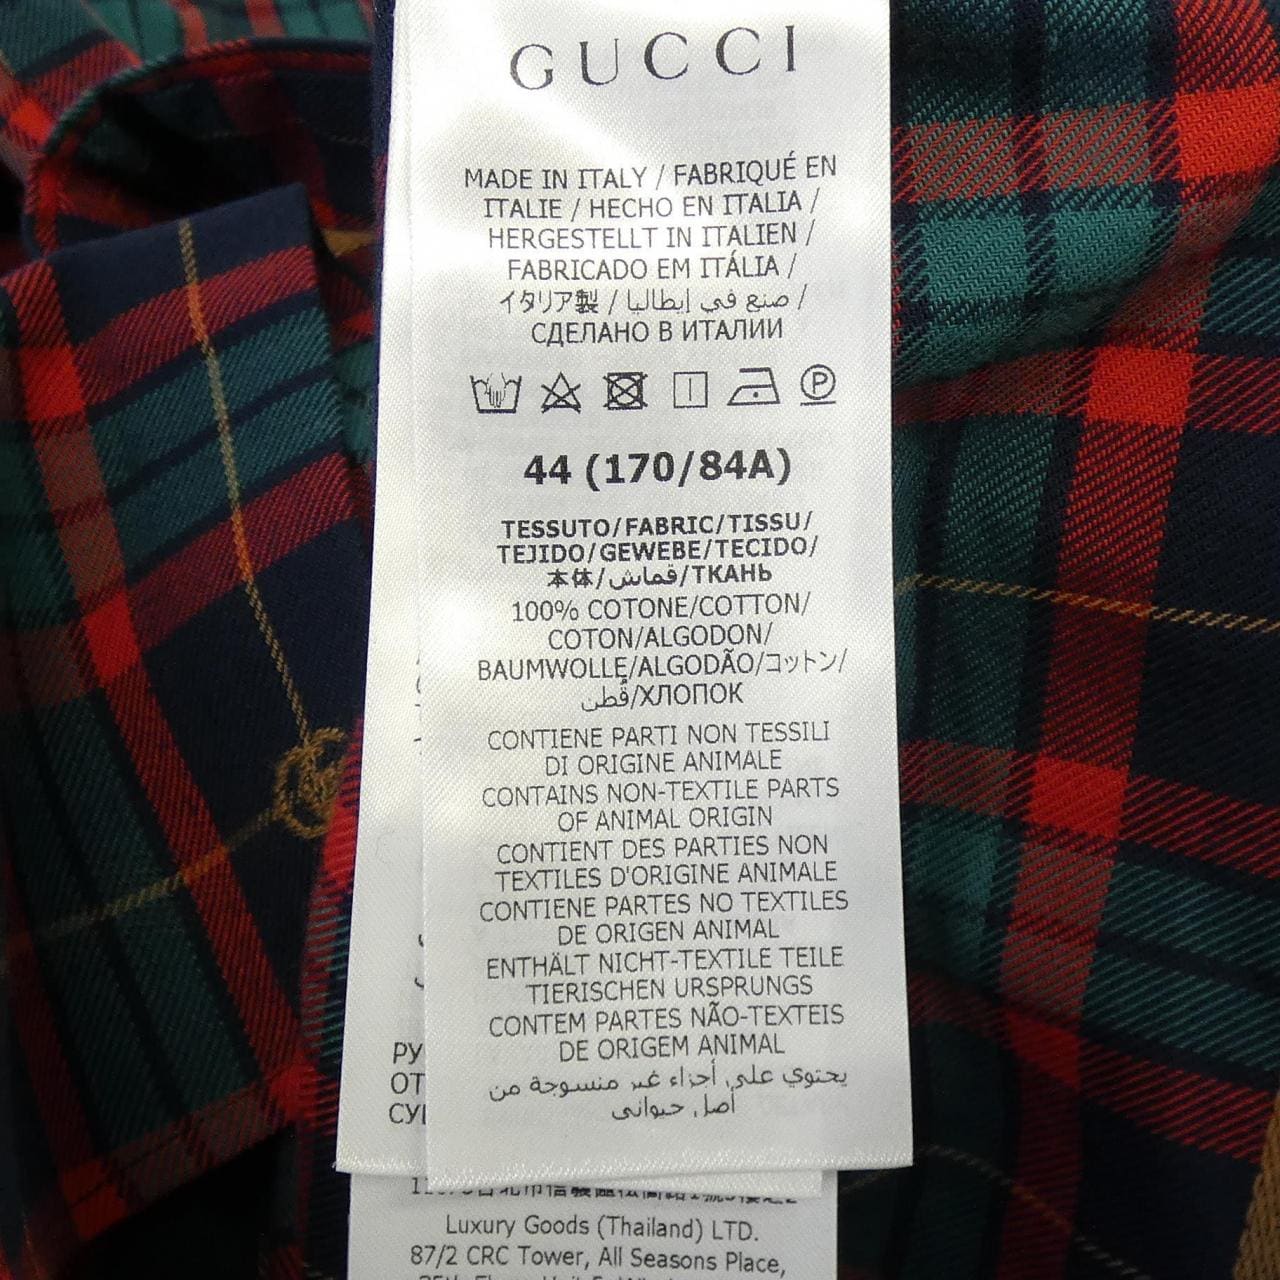 GUCCI
MADE IN ITALY / FABRIQUÉ EN
ITALIE / HECHO EN ITALIA /
HERGESTELLT IN ITALIEN /
FABRICADO EM ITÁLIA /
イタリア製 / صنع في إيطاليا /
СДЕЛАНО В ИТАЛИИ
P
44 (170/84A)
TESSUTO/FABRIC/TISSU/
TEJIDO/GEWEBE/TECIDO/
本体/قماش/ТКАНЬ
100% COTONE/COTTON/
COTON/ALGODON/
BAUMWOLLE/ALGODÃO/コットン/
قُطن/ХЛОПОК
CONTIENE PARTI NON TESSILI
DI ORIGINE ANIMALE
CONTAINS NON-TEXTILE PARTS
OF ANIMAL ORIGIN
CONTIENT DES PARTIES NON
TEXTILES D'ORIGINE ANIMALE
CONTIENE PARTES NO TEXTILES
DE ORIGEN ANIMAL
ENTHÄLT NICHT-TEXTILE TEILE
TIERISCHEN URSPRUNGS
CONTEM PARTES NÃO-TEXTEIS
DE ORIGEM ANIMAL
يحتوي على أجزاء غير منسوجة من
أصل حيواني
РУ
ОТ
СУ
Luxury Goods (Thailand) LTD.
87/2 CRC Tower, All Seasons Place,